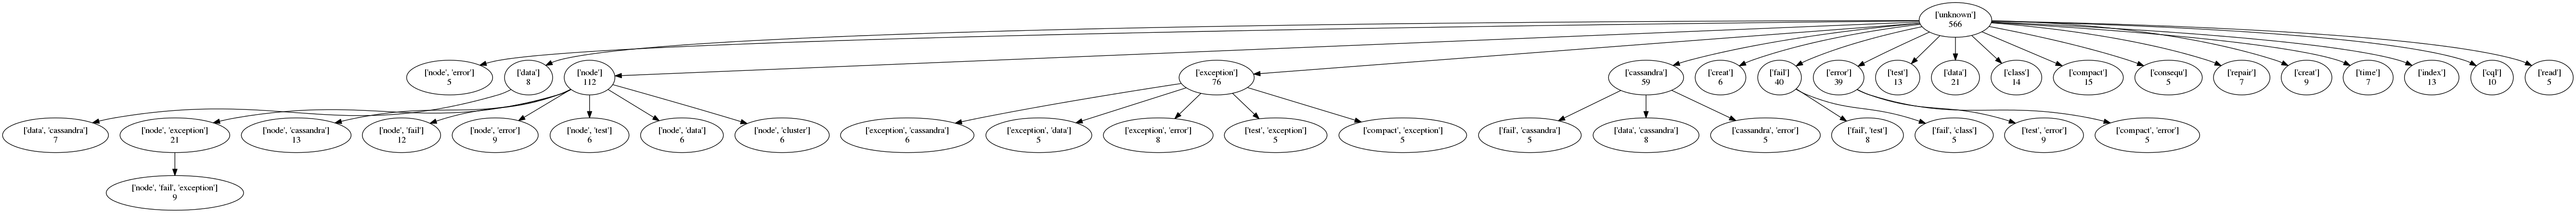 ['unknown']
566
['node', 'error']
5
['data']
8
['node']
112
['exception']
76
['cassandra']
59
['creat']
6
['fail']
40
['error']
39
['test']
13
['data']
21
['class']
14
['compact']
15
['consequ']
5
['repair']
7
['creat']
9
['time']
7
['index']
13
['cql']
10
['read']
5
['data', 'cassandra']
7
['node', 'exception']
21
['node', 'cassandra']
13
['node', 'fail']
12
['node', 'error']
9
['node', 'test']
6
['node', 'data']
6
['node', 'cluster']
6
['exception', 'cassandra']
6
['exception', 'data']
5
['exception', 'error']
8
['test', 'exception']
5
['compact', 'exception']
5
['fail', 'cassandra']
5
['data', 'cassandra']
8
['cassandra', 'error']
5
['fail', 'test']
8
['fail', 'class']
5
['test', 'error']
9
['compact', 'error']
5
['node', 'fail', 'exception']
9